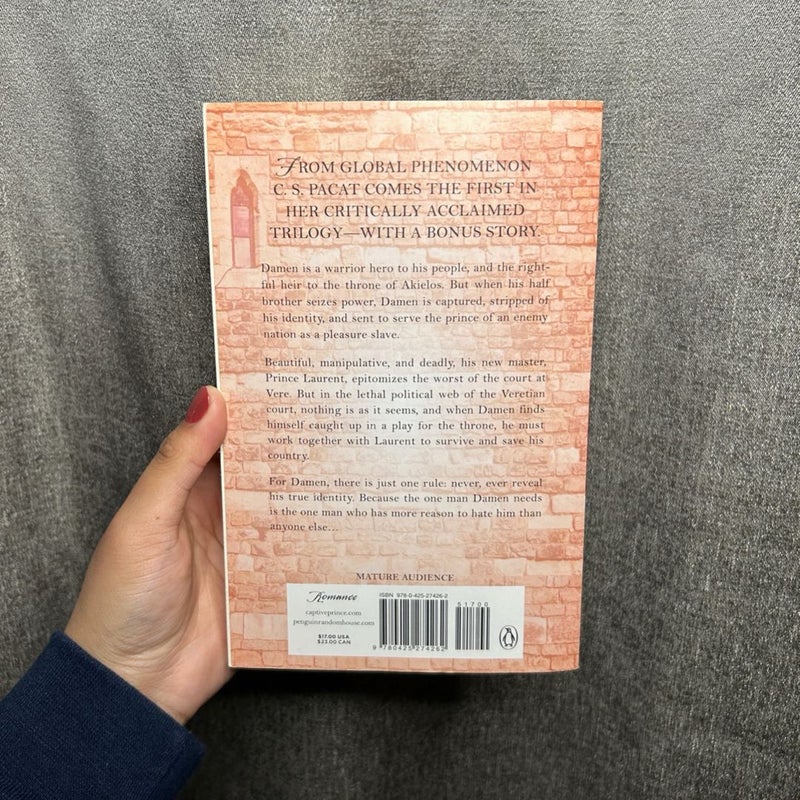 FROM GLOBAL PHENOMENON
C. S. PACAT COMES THE FIRST IN
HER CRITICALLY ACCLAIMED
TRILOGY—WITH A BONUS STORY.
Damen is a warrior hero to his people, and the right-
ful heir to the throne of Akielos. But when his half
brother seizes power, Damen is captured, stripped of
his identity, and sent to serve the prince of an enemy
nation as a pleasure slave.
Beautiful, manipulative, and deadly, his new master,
Prince Laurent, epitomizes the worst of the court at
Vere. But in the lethal political web of the Veretian
court, nothing is as it seems, and when Damen finds
himself caught up in a play for the throne, he must
work together with Laurent to survive and save his
country.
For Damen, there is just one rule: never, ever reveal
his true identity. Because the one man Damen needs
is the one man who has more reason to hate him than
anyone else…
MATURE AUDIENCE
Romance
captiveprince.com
penguinrandomhouse.com
$17.00 USA
$23.00 CAN
ISBN 978-0-425-27426-2
51700
9 780425 274262